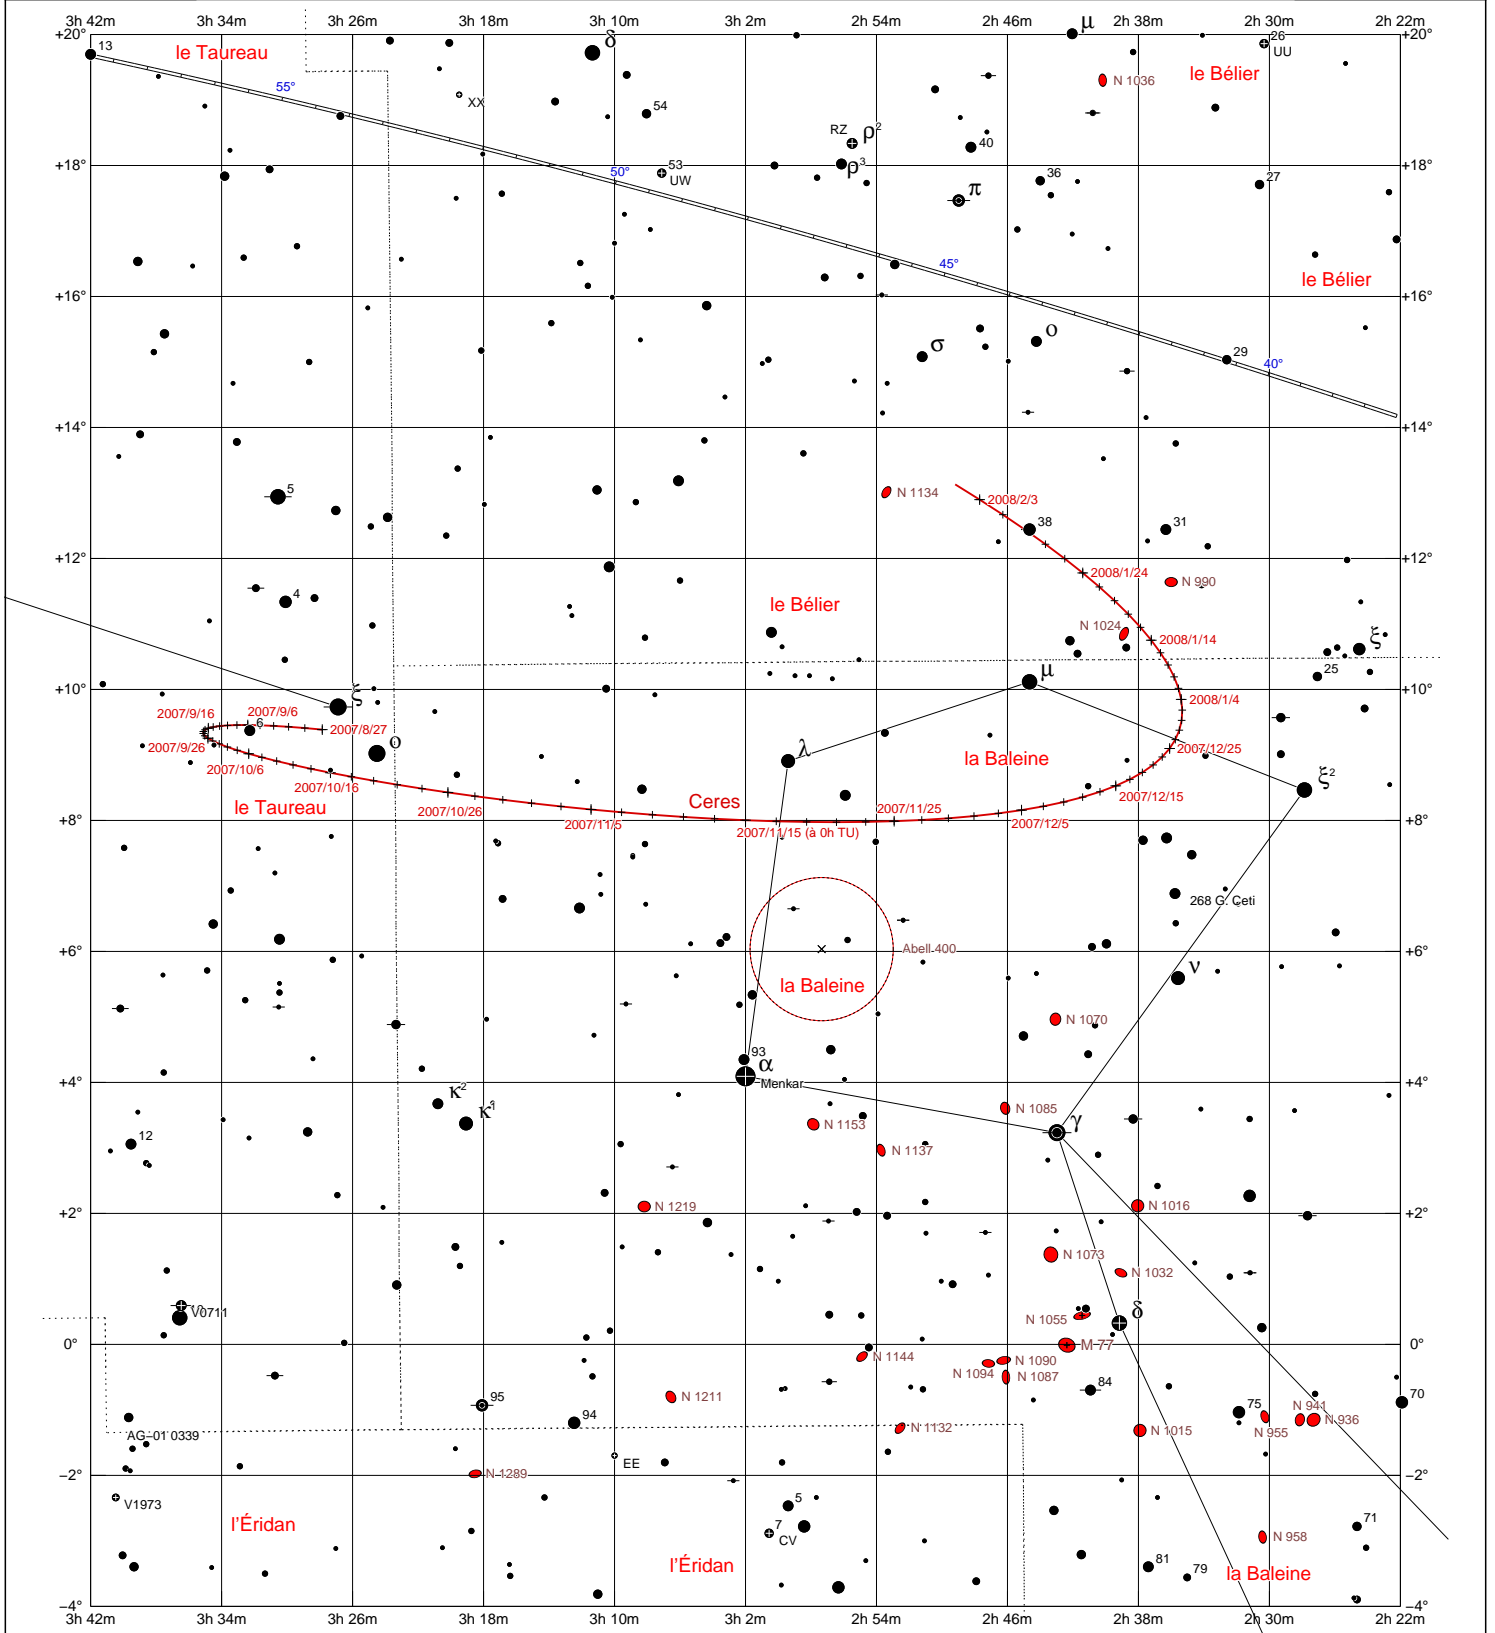 3h 42m 3h 34m 3h 26m 3h 18m 3h 10m 3h 2m 2h 54m 2h 46m 2h 38m 2h 30m 2h 22m
+20° +20°
13
le Taureau
δ
μ
26
UU
le Bélier
N 1036
55°
XX
54
RZ ρ2
40
+18° +18°
53
UW
50°
ρ3
π
36
27
45°
le Bélier
+16° +16°
σ
ο
29
40°
+14° +14°
5
N 1134
2008/2/3
38
31
+12° +12°
2008/1/24
N 990
4
le Bélier
N 1024
2008/1/14
ξ
25
+10° +10°
ξ
μ
2008/1/4
2007/9/16
2007/9/6
6
2007/8/27
2007/9/26
ο
λ
2007/12/25
la Baleine
2007/10/6
2007/10/16
ξ2
le Taureau
2007/10/26
Ceres
2007/11/25
2007/12/15
+8° +8°
2007/11/5
2007/11/15 (à 0h TU)
2007/12/5
268 G. Ceti
+6° +6°
Abell 400
la Baleine
ν
N 1070
93
α
Menkar
+4° +4°
κ2
κ1
N 1085
γ
12
N 1153
N 1137
+2° +2°
N 1219
N 1016
N 1073
N 1032
V0711
N 1055
δ
0° 0°
M 77
N 1144
N 1090
N 1094
N 1087
95
94
N 1211
84
75
N 941
70
N 936
N 955
AG-01 0339
N 1132
N 1015
−2° −2°
N 1289
EE
V1973
5
7
CV
l'Éridan
71
N 958
l'Éridan
81
79
la Baleine
−4° −4°
3h 42m 3h 34m 3h 26m 3h 18m 3h 10m 3h 2m 2h 54m 2h 46m 2h 38m 2h 30m 2h 22m